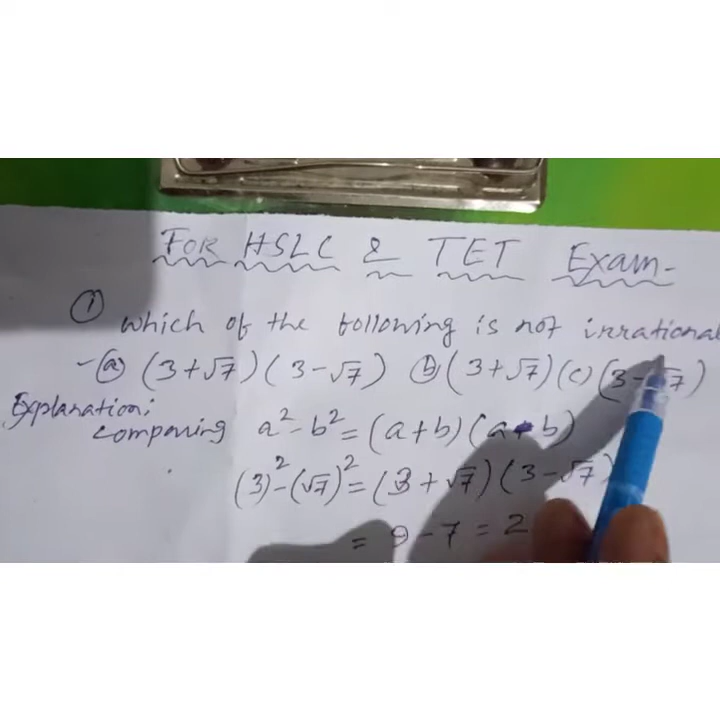 FOR HSLC & TET Exam-
① which of the following is not irrational
-ⓐ (3+√7)(3-√7) ⓑ (3+√7) (c) (3-√7)
Explanation:
comparing a²-b²=(a+b)(a-b)
(3)²-(√7)²=(3+√7)(3-√7)
= 9-7=2